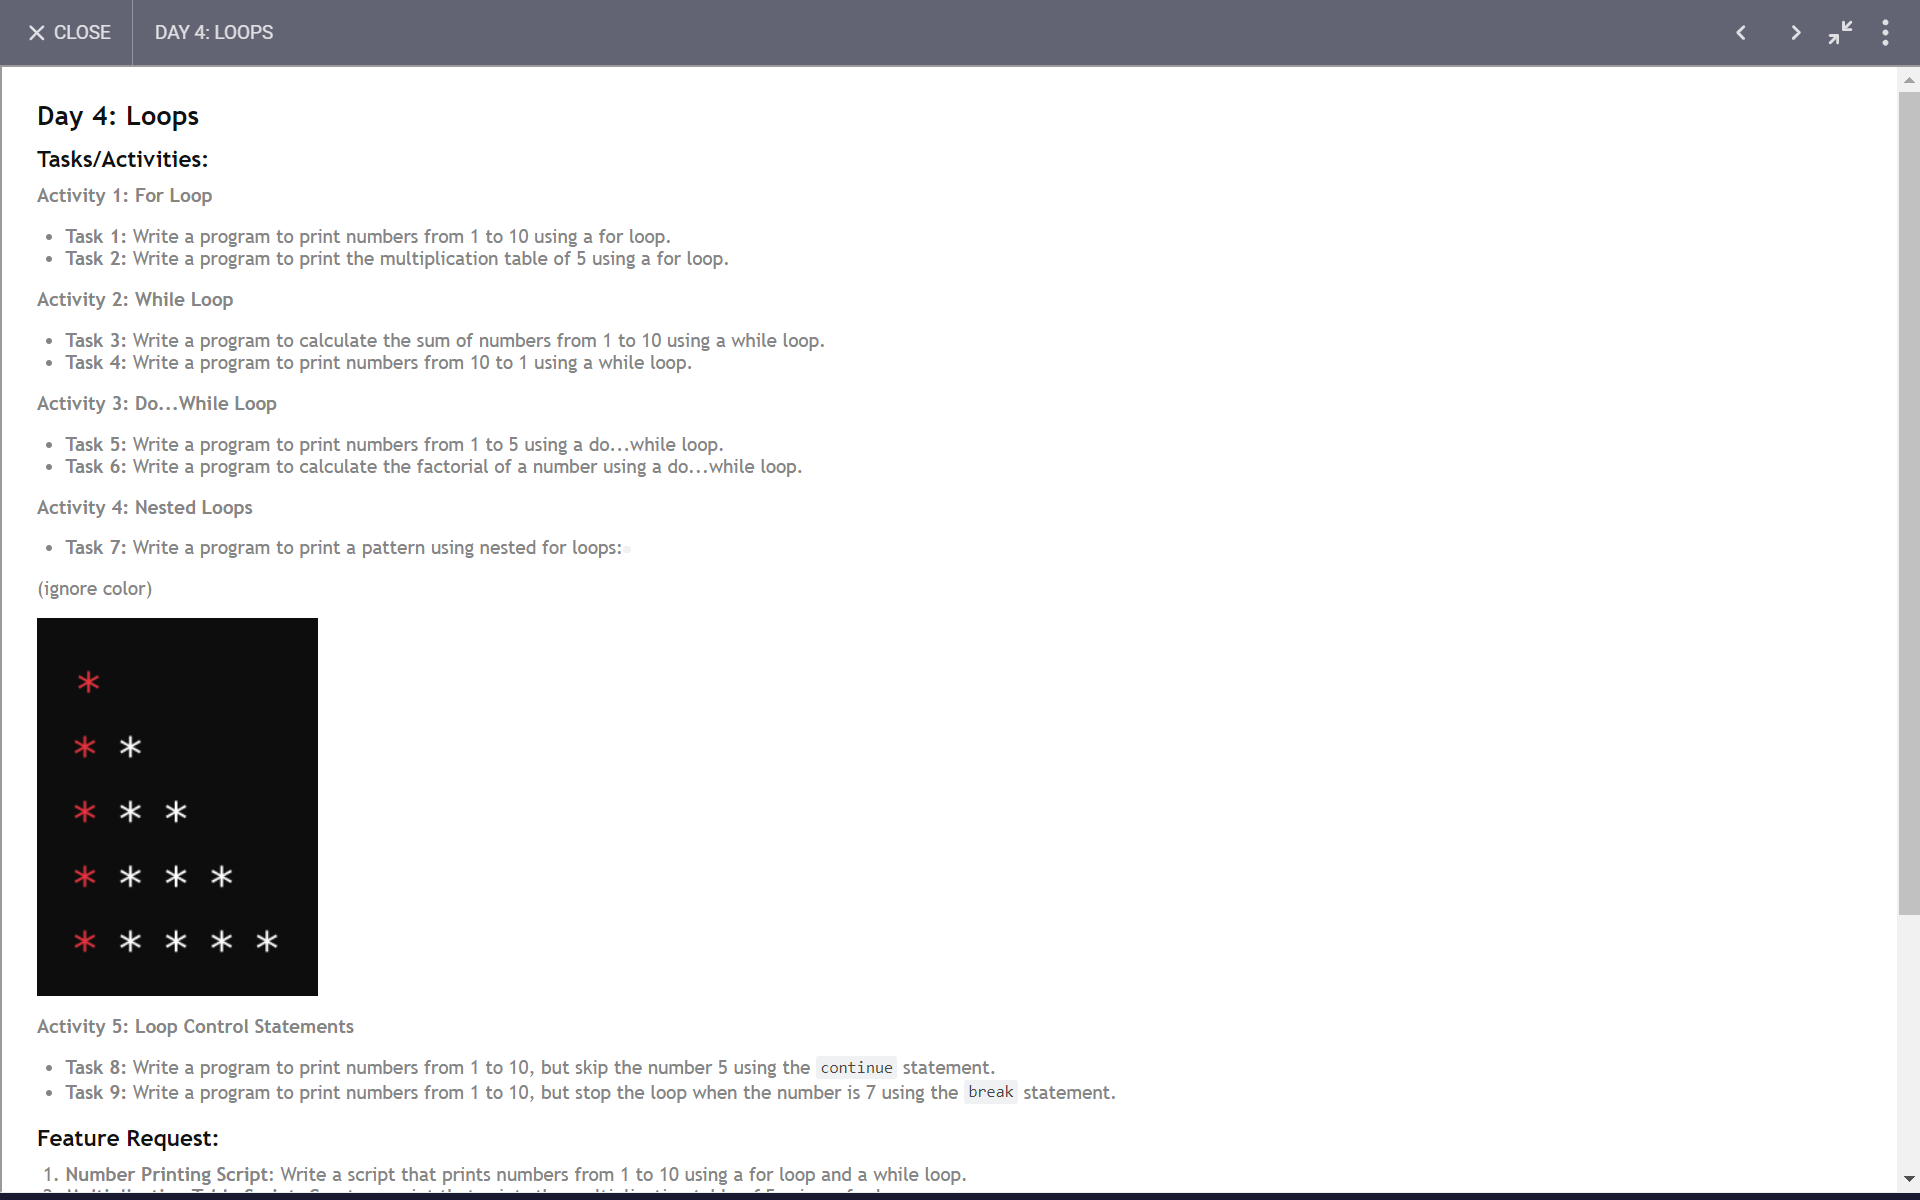 CLOSE
DAY 4: LOOPS
Day 4: Loops
Tasks/Activities:
Activity 1: For Loop
• Task 1: Write a program to print numbers from 1 to 10 using a for loop.
• Task 2: Write a program to print the multiplication table of 5 using a for loop.
Activity 2: While Loop
• Task 3: Write a program to calculate the sum of numbers from 1 to 10 using a while loop.
• Task 4: Write a program to print numbers from 10 to 1 using a while loop.
Activity 3: Do...While Loop
• Task 5: Write a program to print numbers from 1 to 5 using a do...while loop.
• Task 6: Write a program to calculate the factorial of a number using a do...while loop.
Activity 4: Nested Loops
• Task 7: Write a program to print a pattern using nested for loops:
(ignore color)
*
* *
* * *
* * * *
* * * * *
Activity 5: Loop Control Statements
• Task 8: Write a program to print numbers from 1 to 10, but skip the number 5 using the continue statement.
• Task 9: Write a program to print numbers from 1 to 10, but stop the loop when the number is 7 using the break statement.
Feature Request:
1. Number Printing Script: Write a script that prints numbers from 1 to 10 using a for loop and a while loop.